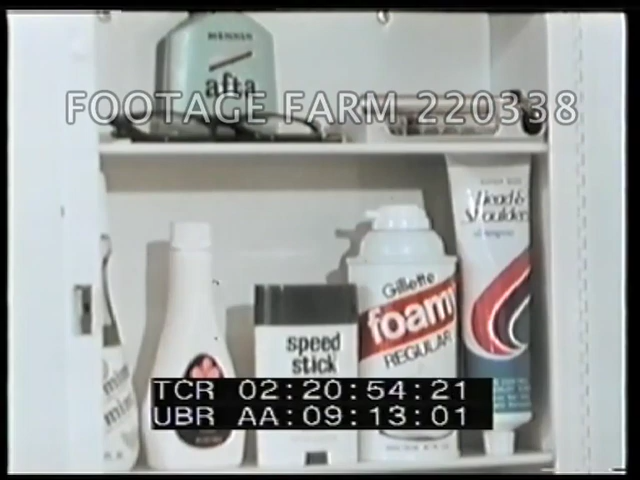 MENNEN
afta
FOOTAGE FARM 220338
Head &
Shoulders
Gillette
foamy
REGULAR
speed
stick
TCR 02:20:54:21
UBR AA:09:13:01